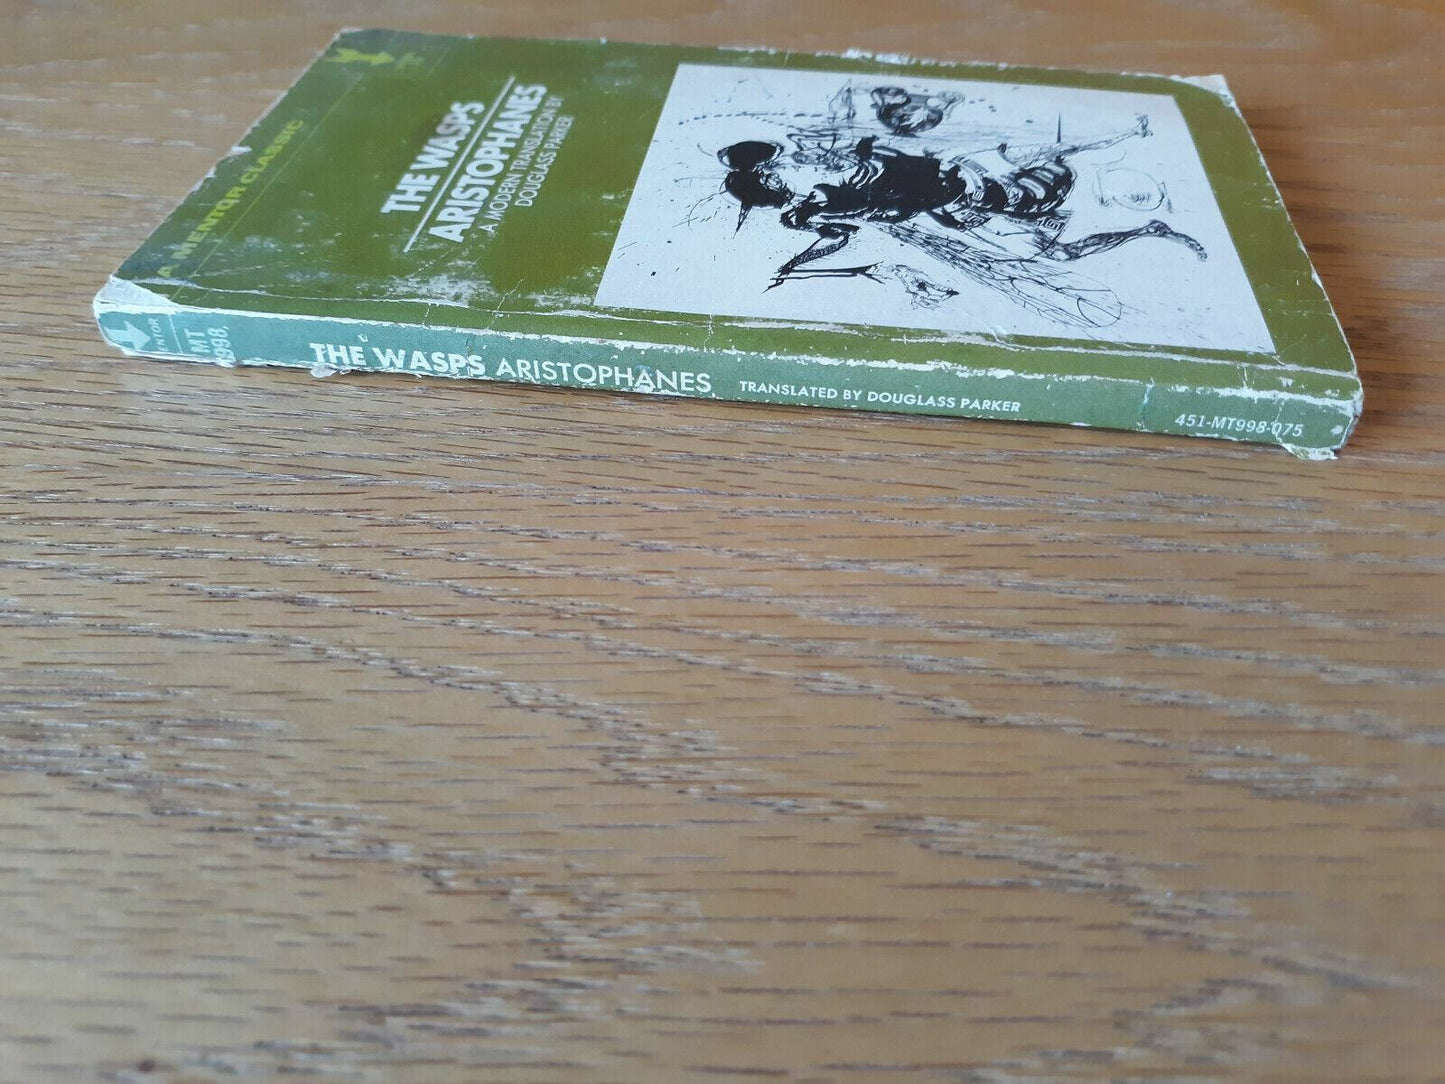 A MENTOR CLASSIC
THE WASPS
ARISTOPHANES
A MODERN TRANSLATION BY
DOUGLASS PARKER
MENTOR
MT
998
THE WASPS ARISTOPHANES TRANSLATED BY DOUGLASS PARKER 451-MT998-075